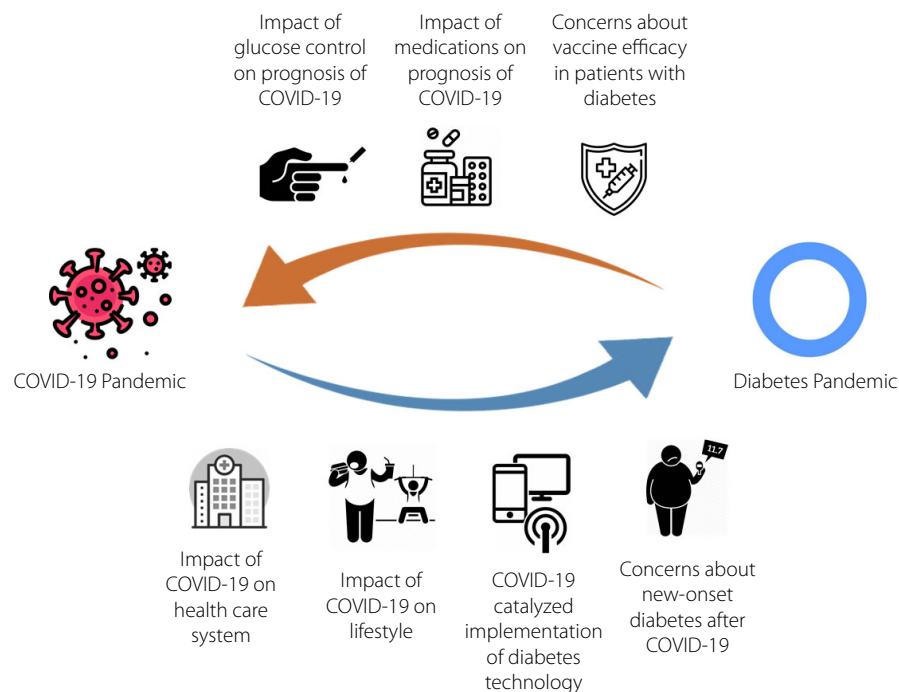 Impact of
glucose control
on prognosis of
COVID-19
Impact of
medications on
prognosis of
COVID-19
Concerns about
vaccine efficacy
in patients with
diabetes
COVID-19 Pandemic
Diabetes Pandemic
11.7
Impact of
COVID-19 on
health care
system
Impact of
COVID-19 on
lifestyle
COVID-19
catalyzed
implementation
of diabetes
technology
Concerns about
new-onset
diabetes after
COVID-19